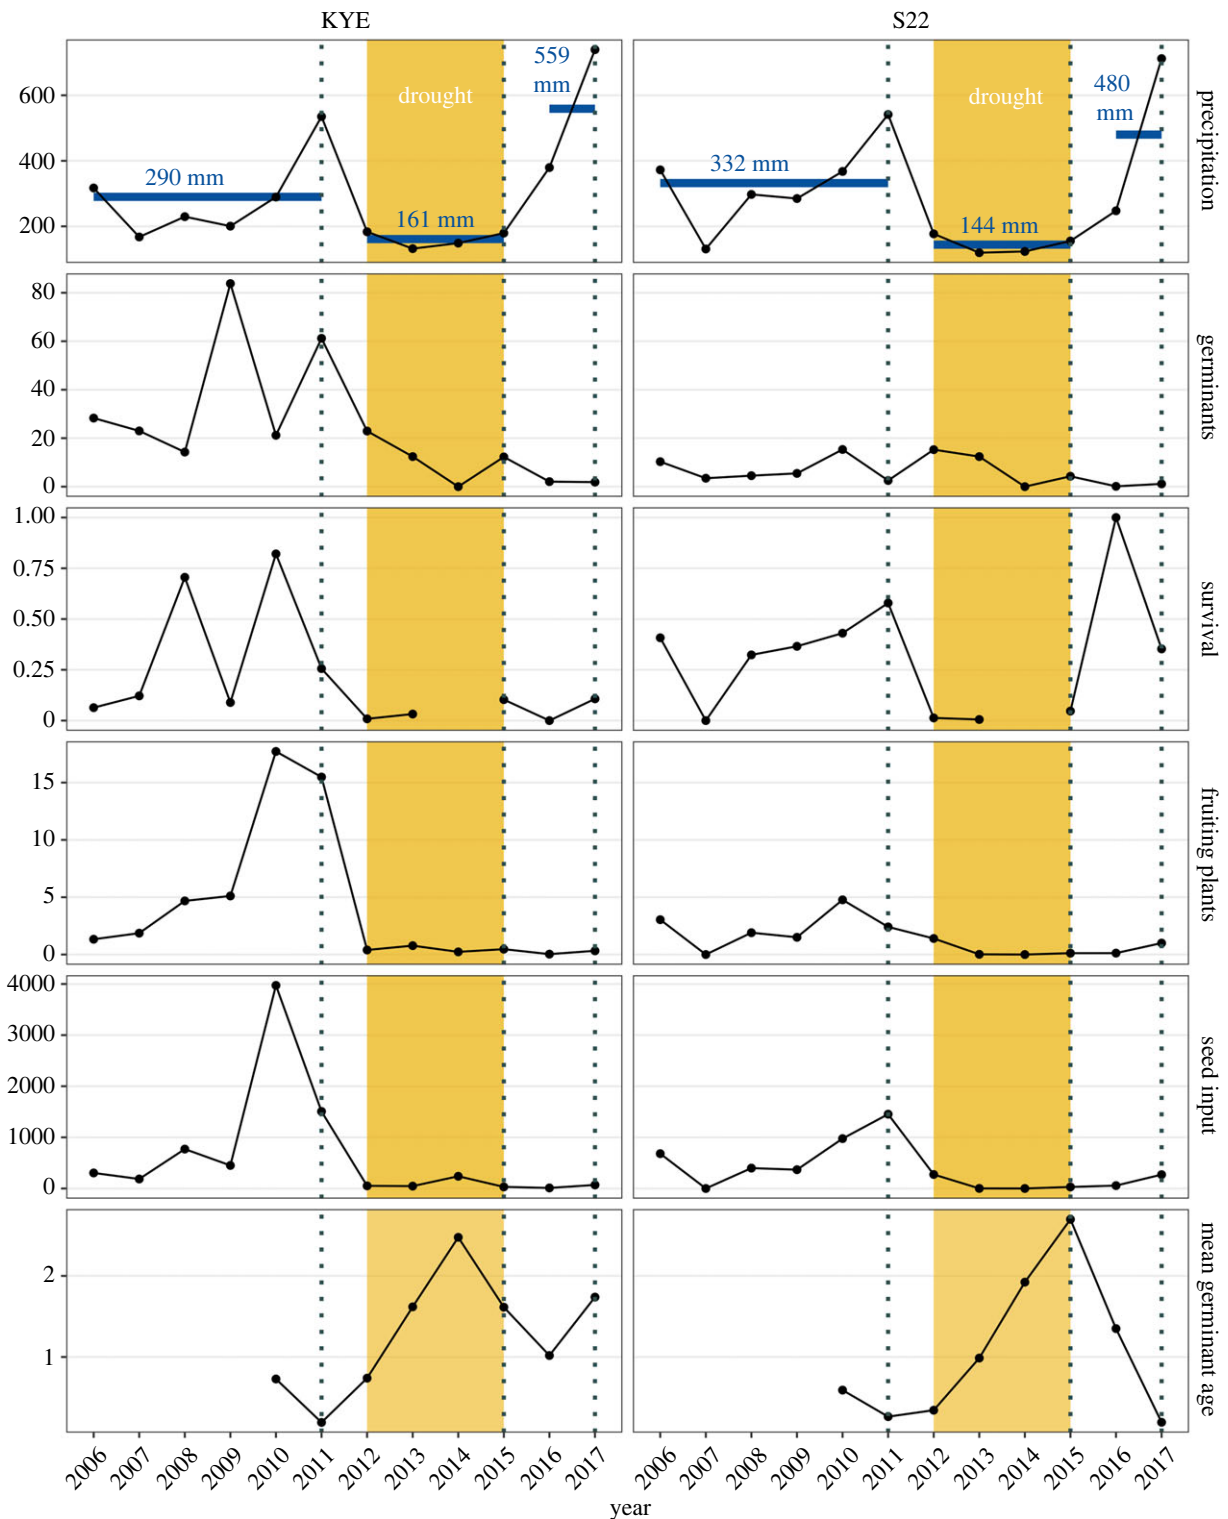 KYE
S22
600
400
200
290 mm
drought
161 mm
559
mm
332 mm
drought
144 mm
480
mm
precipitation
80
60
40
20
0
germinants
1.00
0.75
0.50
0.25
0
survival
15
10
5
0
fruiting plants
4000
3000
2000
1000
0
seed input
2
1
mean germinant age
2006 2007 2008 2009 2010 2011 2012 2013 2014 2015 2016 2017
2006 2007 2008 2009 2010 2011 2012 2013 2014 2015 2016 2017
year